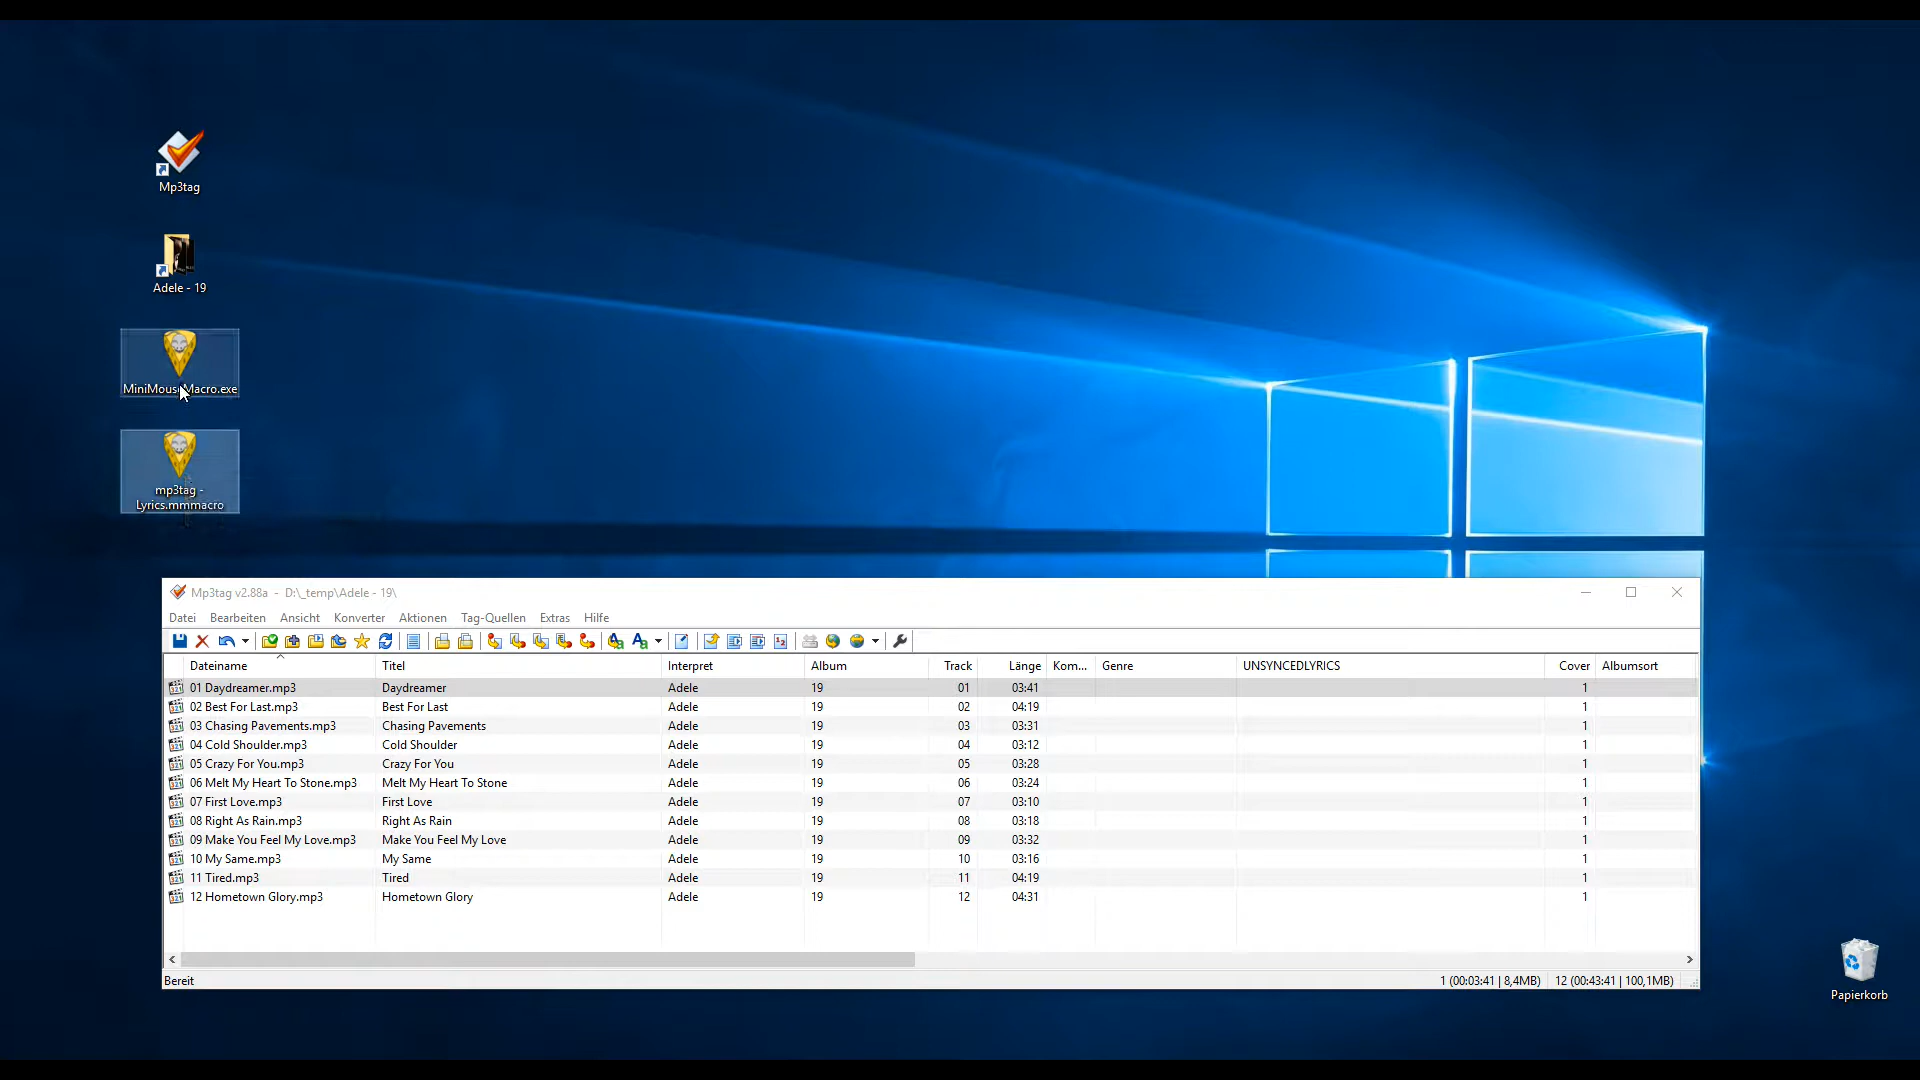 Mp3tag
Adele - 19
MiniMouseMacro.exe
mp3tag -
Lyrics.mmmacro
Mp3tag v2.88a - D:\_temp\Adele - 19\
Datei Bearbeiten Ansicht Konverter Aktionen Tag-Quellen Extras Hilfe
Dateiname Titel Interpret Album Track Länge Kom... Genre UNSYNCEDLYRICS Cover Albumsort
01 Daydreamer.mp3 Daydreamer Adele 19 01 03:41 1
02 Best For Last.mp3 Best For Last Adele 19 02 04:19 1
03 Chasing Pavements.mp3 Chasing Pavements Adele 19 03 03:31 1
04 Cold Shoulder.mp3 Cold Shoulder Adele 19 04 03:12 1
05 Crazy For You.mp3 Crazy For You Adele 19 05 03:28 1
06 Melt My Heart To Stone.mp3 Melt My Heart To Stone Adele 19 06 03:24 1
07 First Love.mp3 First Love Adele 19 07 03:10 1
08 Right As Rain.mp3 Right As Rain Adele 19 08 03:18 1
09 Make You Feel My Love.mp3 Make You Feel My Love Adele 19 09 03:32 1
10 My Same.mp3 My Same Adele 19 10 03:16 1
11 Tired.mp3 Tired Adele 19 11 04:19 1
12 Hometown Glory.mp3 Hometown Glory Adele 19 12 04:31 1
Bereit 1 (00:03:41 | 8,4MB) 12 (00:43:41 | 100,1MB)
Papierkorb